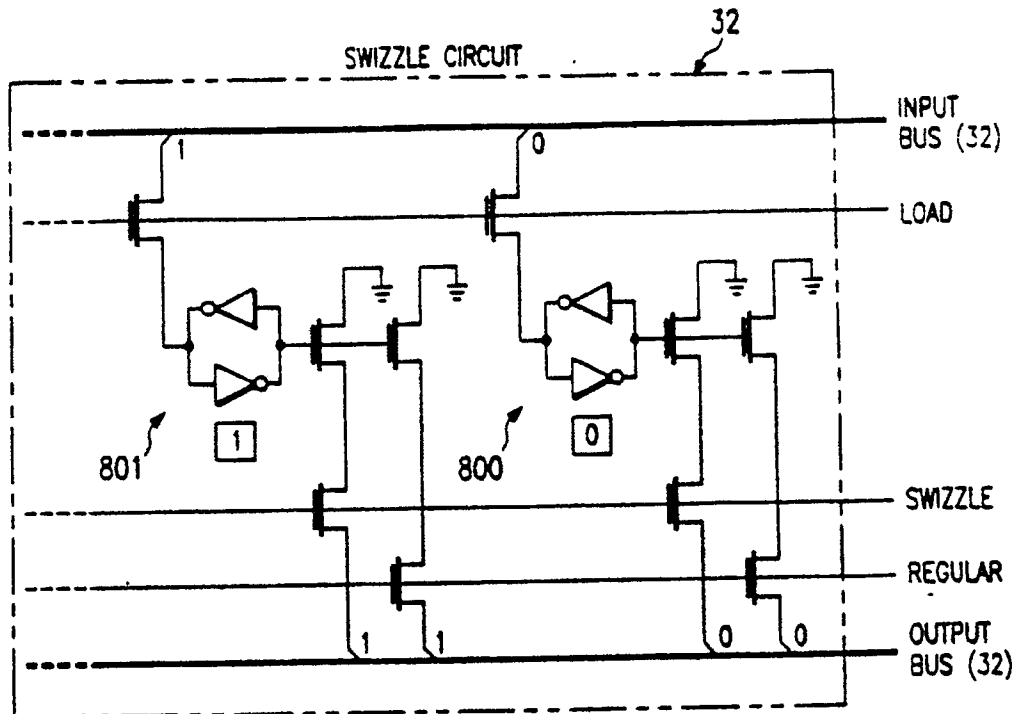 32
SWIZZLE CIRCUIT
INPUT
BUS (32)
1
0
LOAD
801
1
800
0
SWIZZLE
REGULAR
1
1
0
0
OUTPUT
BUS (32)